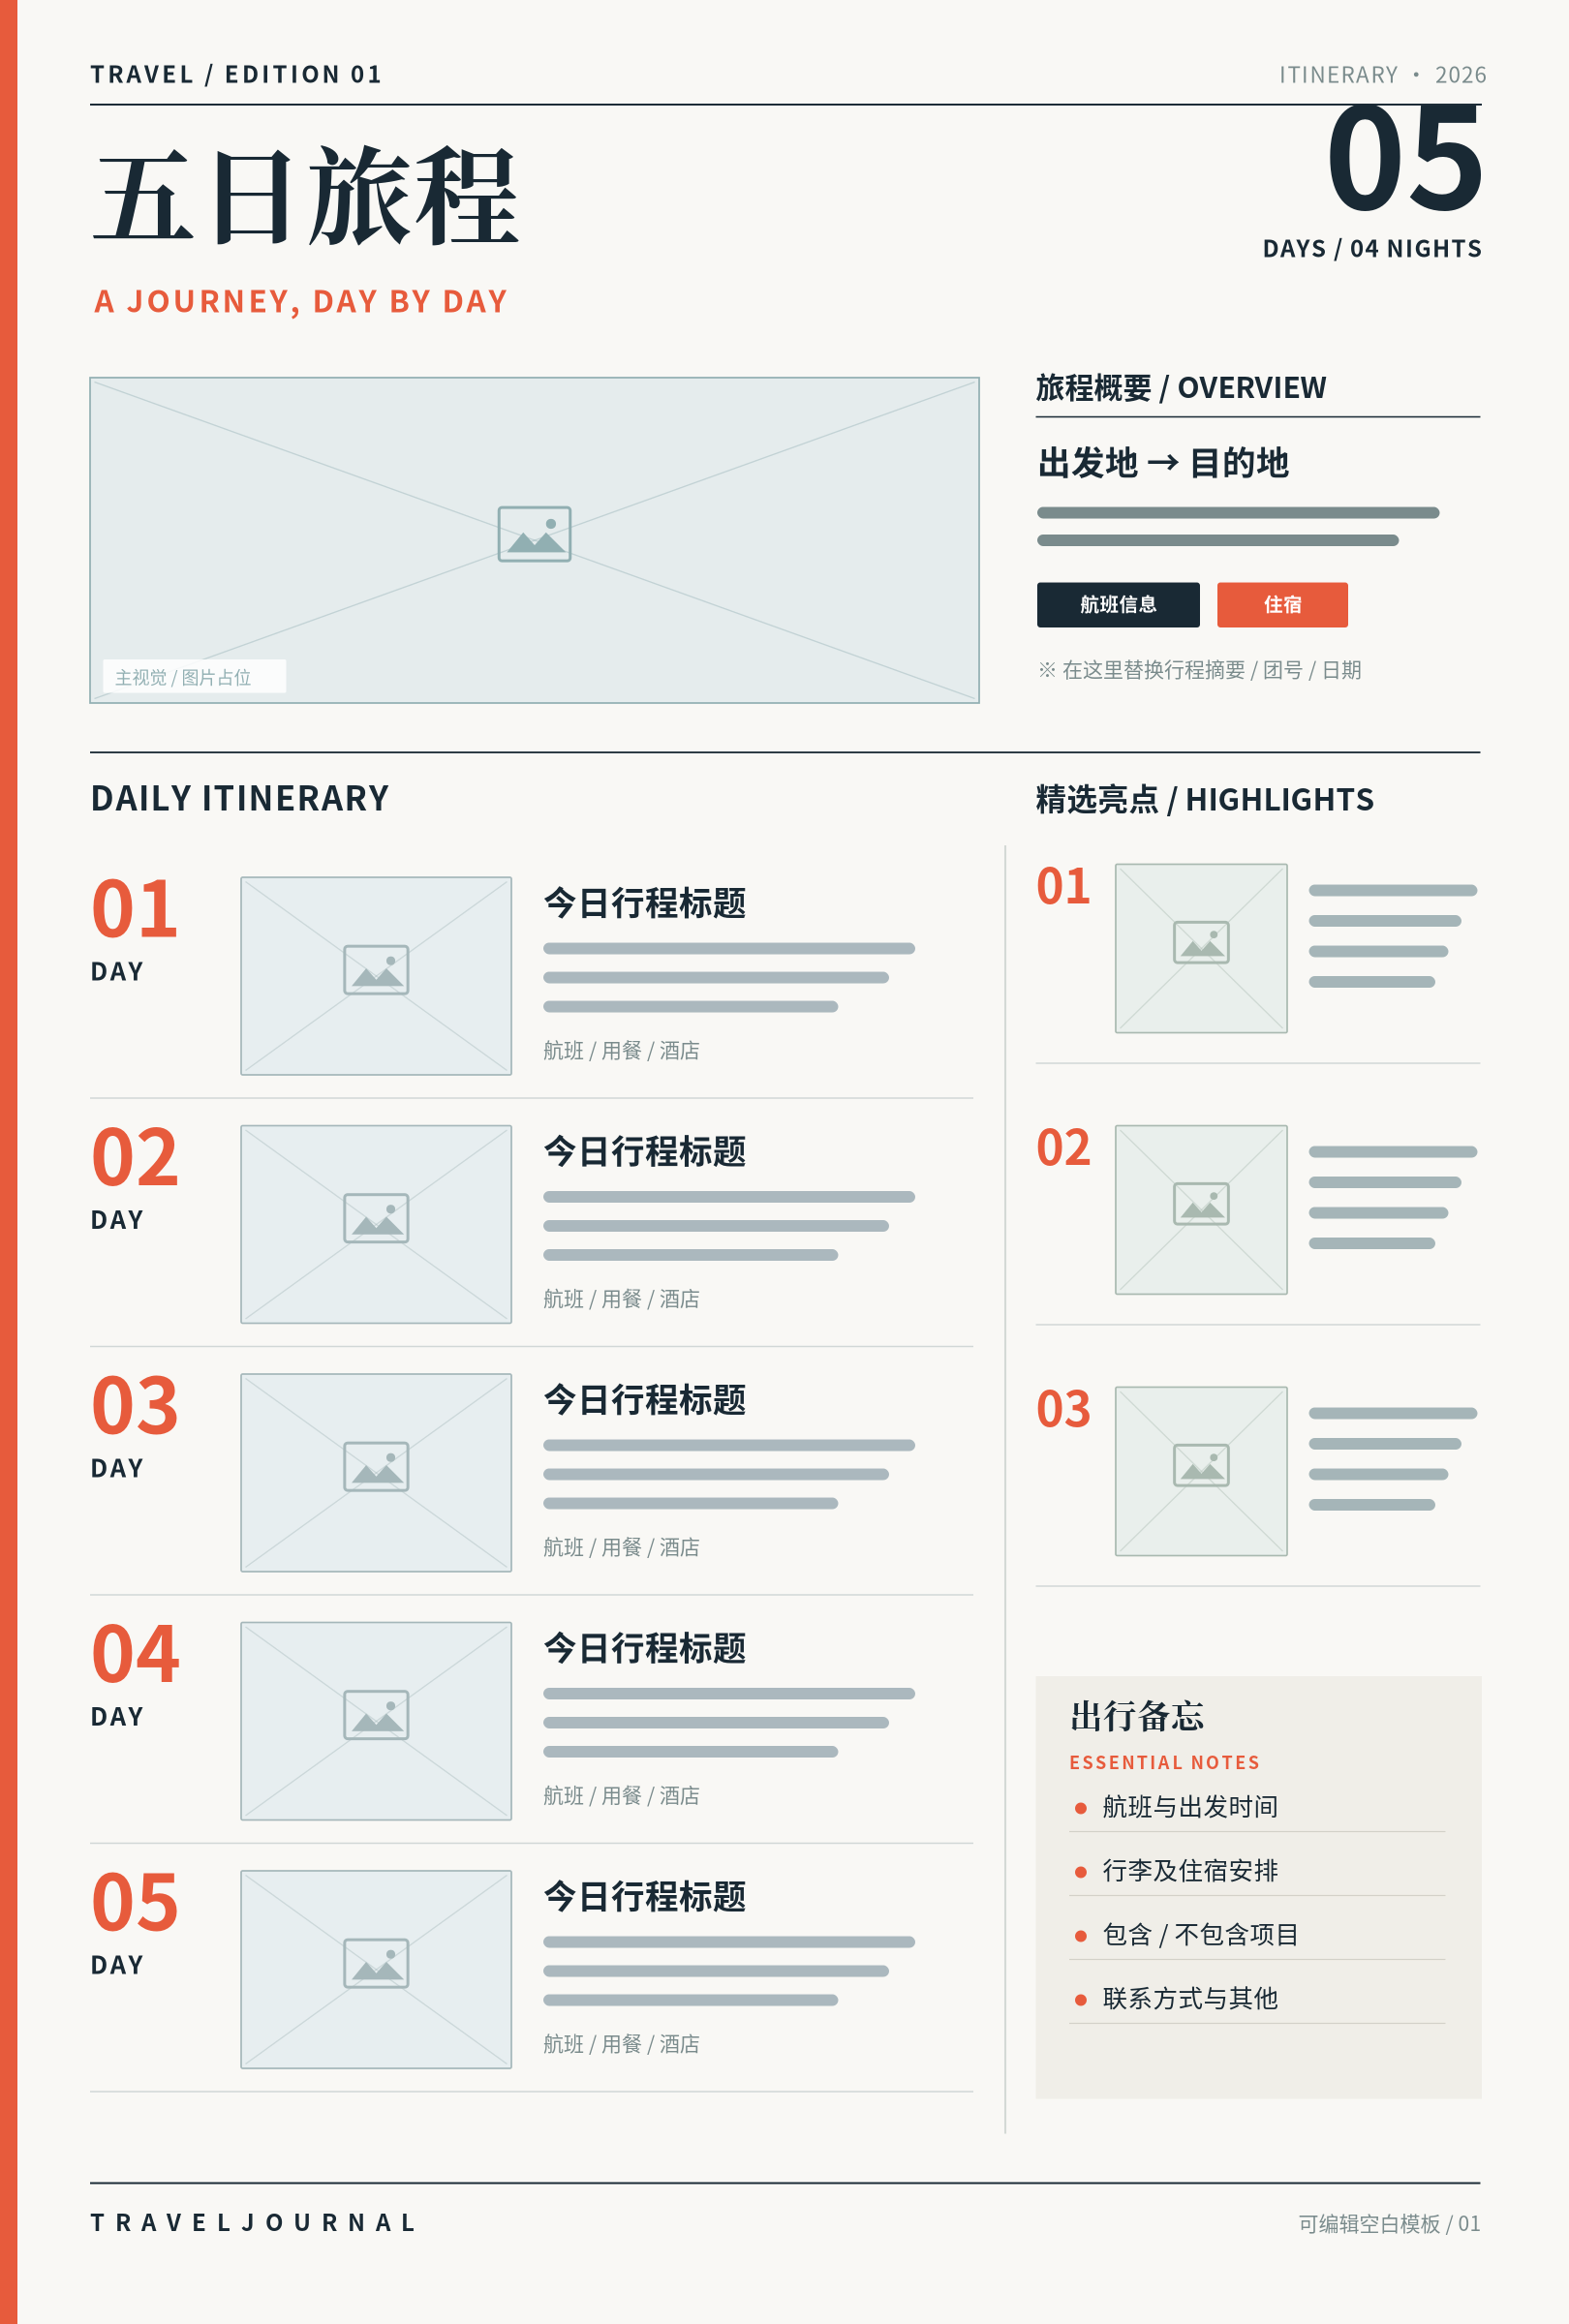 TRAVEL / EDITION 01
ITINERARY • 2026
五日旅程
05
DAYS / 04 NIGHTS
A JOURNEY, DAY BY DAY
主视觉 / 图片占位
旅程概要 / OVERVIEW
出发地 → 目的地
航班信息
住宿
※ 在这里替换行程摘要 / 团号 / 日期
DAILY ITINERARY
01
DAY
今日行程标题
航班 / 用餐 / 酒店
02
DAY
今日行程标题
航班 / 用餐 / 酒店
03
DAY
今日行程标题
航班 / 用餐 / 酒店
04
DAY
今日行程标题
航班 / 用餐 / 酒店
05
DAY
今日行程标题
航班 / 用餐 / 酒店
精选亮点 / HIGHLIGHTS
01
02
03
出行备忘
ESSENTIAL NOTES
航班与出发时间
行李及住宿安排
包含 / 不包含项目
联系方式与其他
TRAVELJOURNAL
可编辑空白模板 / 01